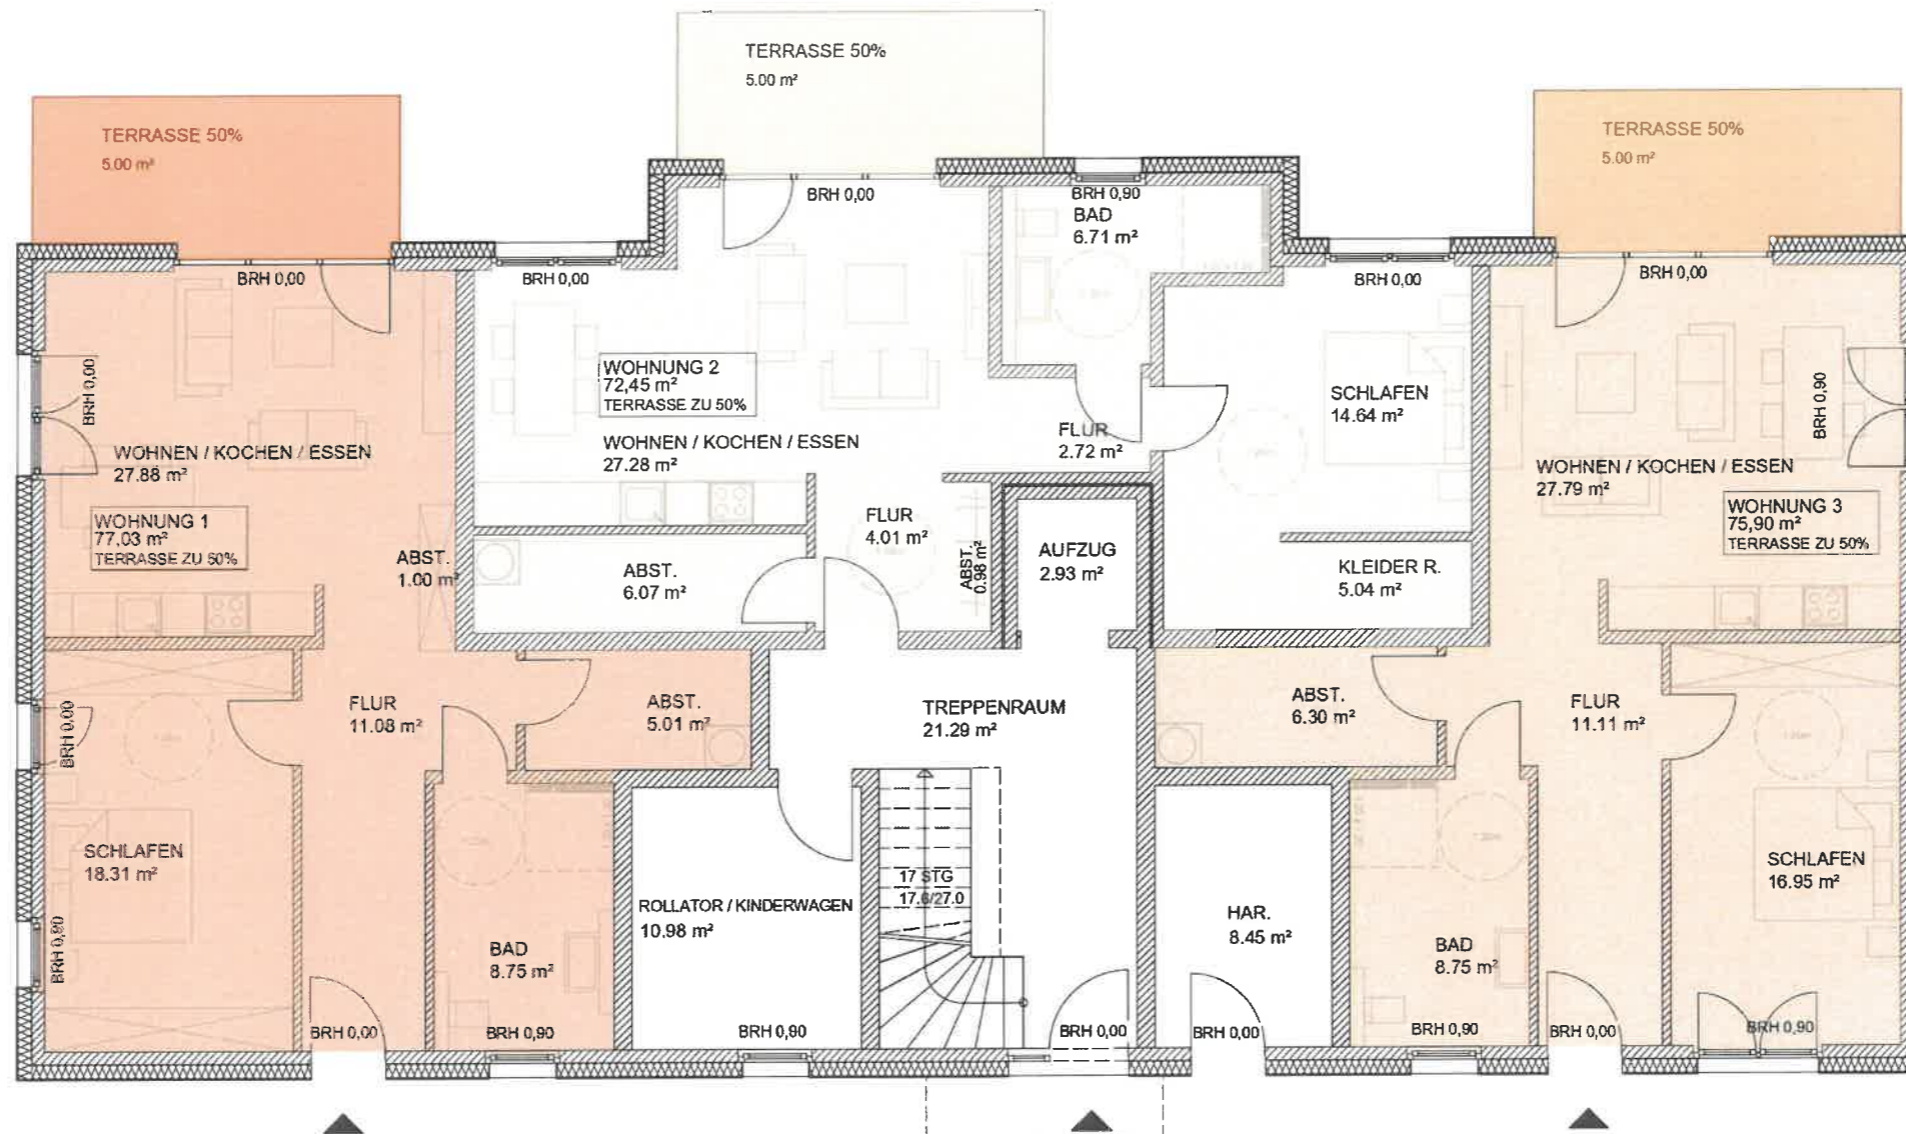 TERRASSE 50%
5.00 m²
TERRASSE 50%
5.00 m²
TERRASSE 50%
5.00 m²
BRH 0,00
BRH 0,00
BRH 0,00
BRH 0,90
BAD
6.71 m²
BRH 0,00
BRH 0,00
BRH 0,00
WOHNEN / KOCHEN / ESSEN
27.88 m²
WOHNUNG 1
77.03 m²
TERRASSE ZU 50%
ABST.
1.00 m²
WOHNUNG 2
72,45 m²
TERRASSE ZU 50%
WOHNEN / KOCHEN / ESSEN
27.28 m²
FLUR
2.72 m²
SCHLAFEN
14.64 m²
BRH 0,90
WOHNEN / KOCHEN / ESSEN
27.79 m²
WOHNUNG 3
75,90 m²
TERRASSE ZU 50%
ABST.
6.07 m²
FLUR
4.01 m²
ABST.
0.98 m²
AUFZUG
2.93 m²
KLEIDER R.
5.04 m²
BRH 0,00
FLUR
11.08 m²
ABST.
5.01 m²
TREPPENRAUM
21.29 m²
ABST.
6.30 m²
FLUR
11.11 m²
SCHLAFEN
18.31 m²
BRH 0,90
BAD
8.75 m²
ROLLATOR / KINDERWAGEN
10.98 m²
17 STG
17.6/27.0
HAR.
8.45 m²
BAD
8.75 m²
SCHLAFEN
16.95 m²
BRH 0,00
BRH 0,90
BRH 0,90
BRH 0,00
BRH 0,00
BRH 0,90
BRH 0,00
BRH 0,90